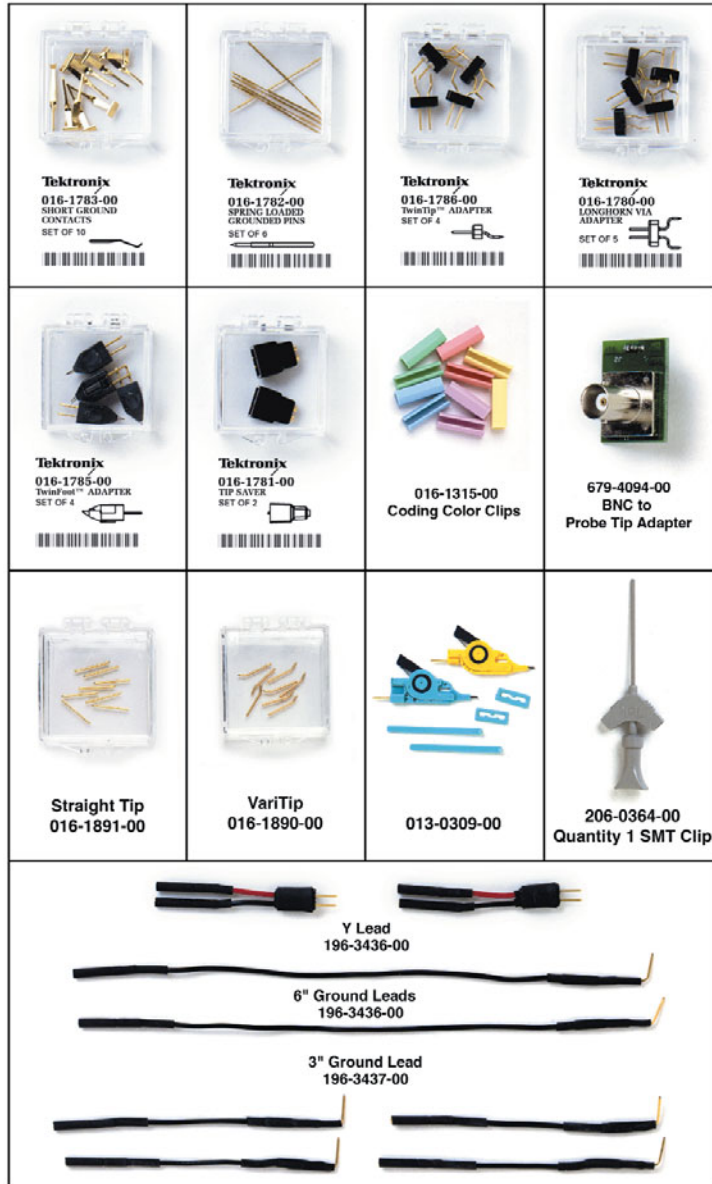 Tektronix
016-1783-00
SHORT GROUND
CONTACTS
SET OF 10
Tektronix
016-1782-00
SPRING LOADED
GROUNDED PINS
SET OF 6
Tektronix
016-1786-00
TwinTip™ ADAPTER
SET OF 4
Tektronix
016-1780-00
LONGHORN VIA
ADAPTER
SET OF 5
Tektronix
016-1785-00
TwinFoot™ ADAPTER
SET OF 4
Tektronix
016-1781-00
TIP SAVER
SET OF 2
016-1315-00
Coding Color Clips
679-4094-00
BNC to
Probe Tip Adapter
Straight Tip
016-1891-00
VariTip
016-1890-00
013-0309-00
206-0364-00
Quantity 1 SMT Clip
Y Lead
196-3436-00
6" Ground Leads
196-3436-00
3" Ground Lead
196-3437-00